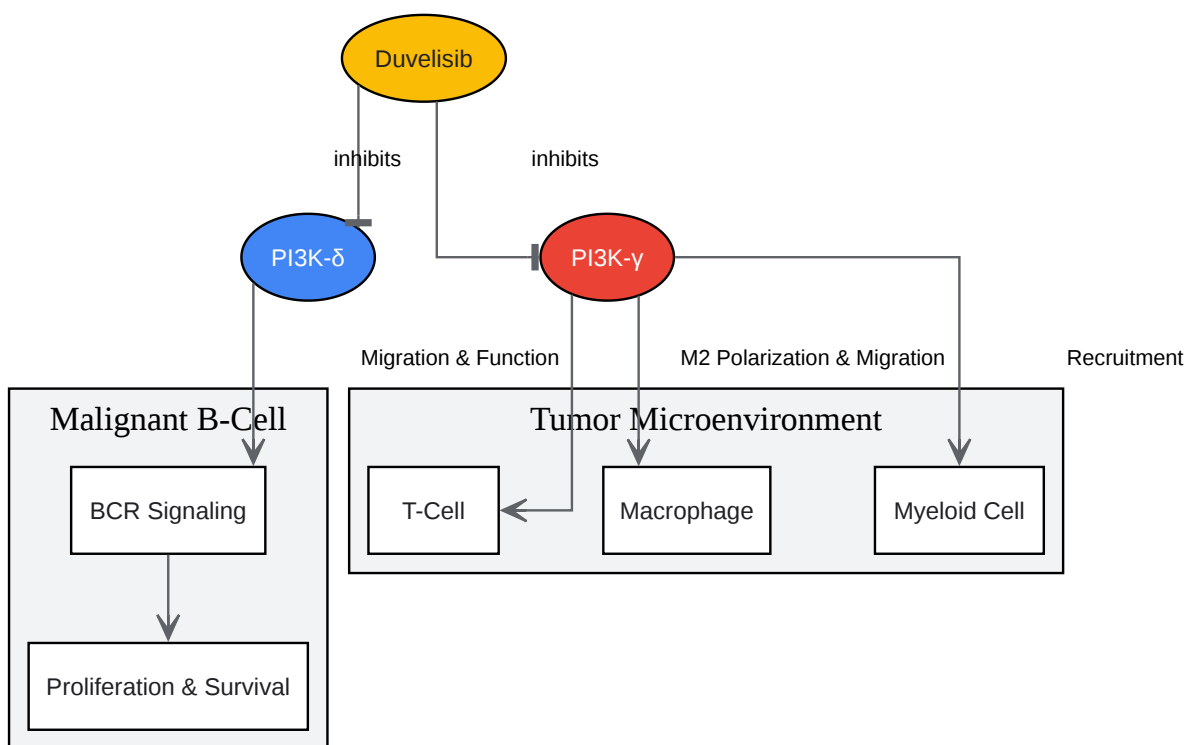 Duvelisib
inhibits
inhibits
PI3K-δ
PI3K-γ
Migration & Function
M2 Polarization & Migration
Recruitment
Malignant B-Cell
Tumor Microenvironment
BCR Signaling
T-Cell
Macrophage
Myeloid Cell
Proliferation & Survival